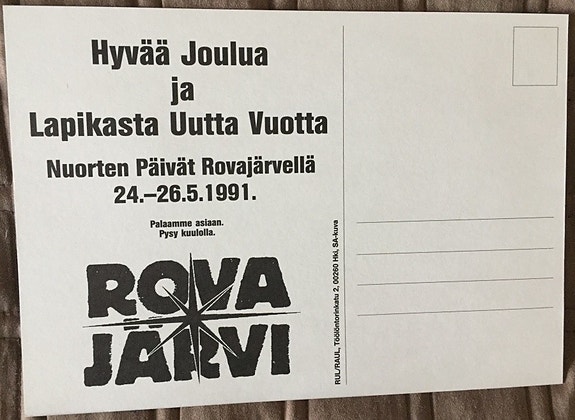 Hyvää Joulua
ja
Lapikasta Uutta Vuotta
Nuorten Päivät Rovajärvellä
24.–26.5.1991.
Palaamme asiaan.
Pysy kuulolla.
ROVA
JÄRVI
RUL/RAUL, Töölöntorinkatu 2, 00260 Hki, SA-kuva